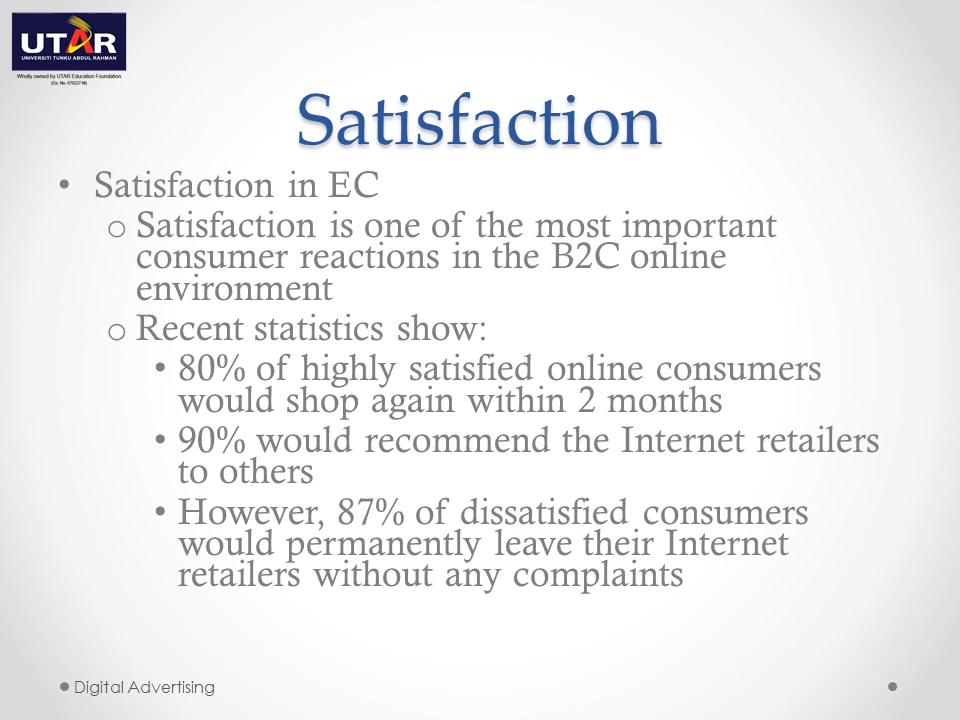 UTAR
UNIVERSITI TUNKU ABDUL RAHMAN
Wholly owned by UTAR Education Foundation
(Co. No. 578227-M)
Satisfaction
• Satisfaction in EC
o Satisfaction is one of the most important
consumer reactions in the B2C online
environment
o Recent statistics show:
• 80% of highly satisfied online consumers
would shop again within 2 months
• 90% would recommend the Internet retailers
to others
• However, 87% of dissatisfied consumers
would permanently leave their Internet
retailers without any complaints
Digital Advertising